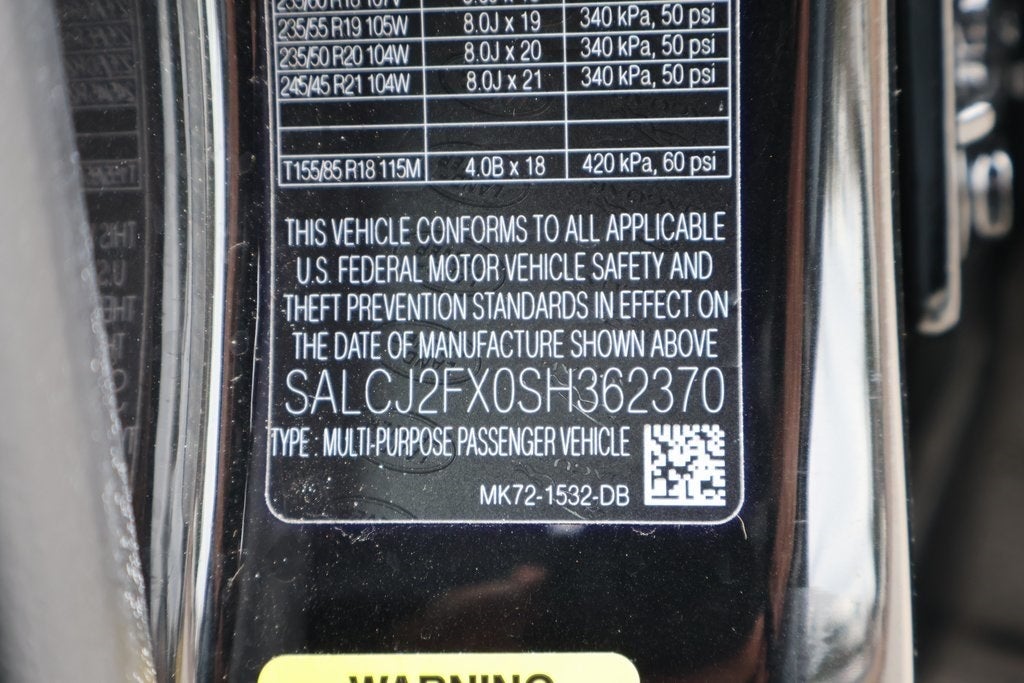 235/55 R19 105W 8.0J x 19 340 kPa, 50 psi
235/50 R20 104W 8.0J x 20 340 kPa, 50 psi
245/45 R21 104W 8.0J x 21 340 kPa, 50 psi
T155/85 R18 115M 4.0B x 18 420 kPa, 60 psi
THIS VEHICLE CONFORMS TO ALL APPLICABLE
U.S. FEDERAL MOTOR VEHICLE SAFETY AND
THEFT PREVENTION STANDARDS IN EFFECT ON
THE DATE OF MANUFACTURE SHOWN ABOVE
SALCJ2FX0SH362370
TYPE : MULTI-PURPOSE PASSENGER VEHICLE
MK72-1532-DB
WARNING